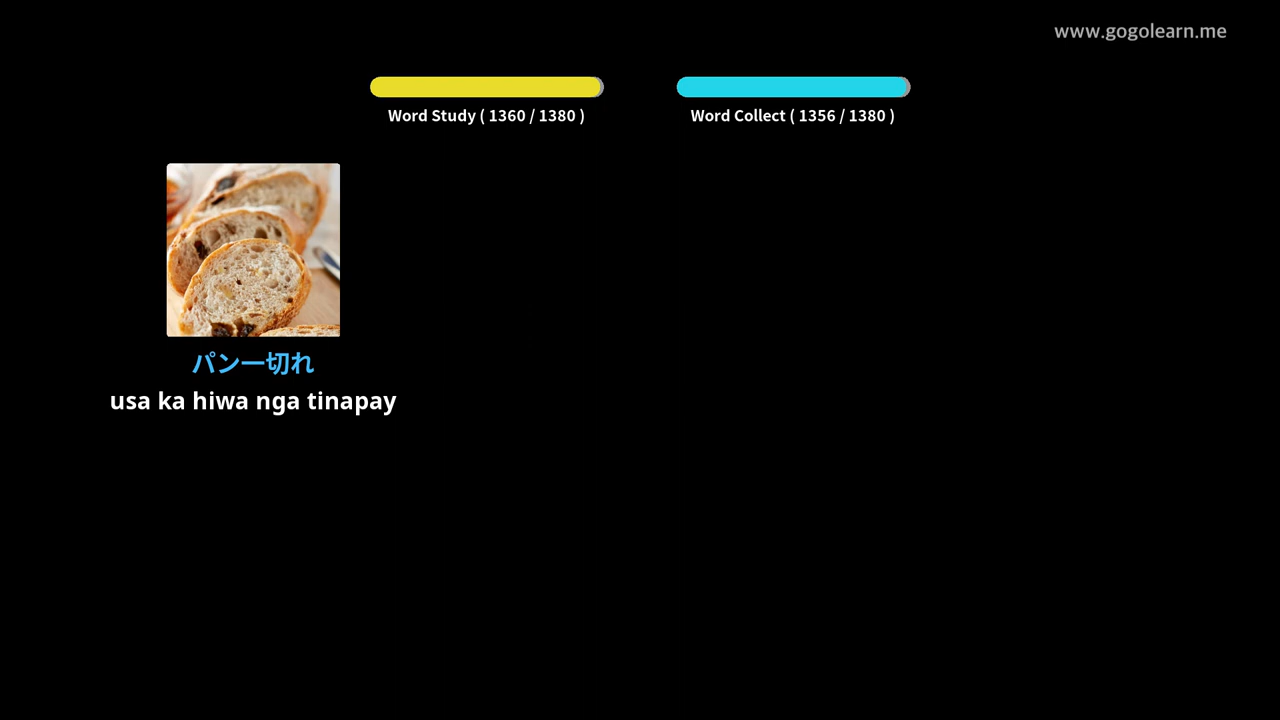 www.gogolearn.me
Word Study ( 1360 / 1380 )
Word Collect ( 1356 / 1380 )
パン一切れ
usa ka hiwa nga tinapay